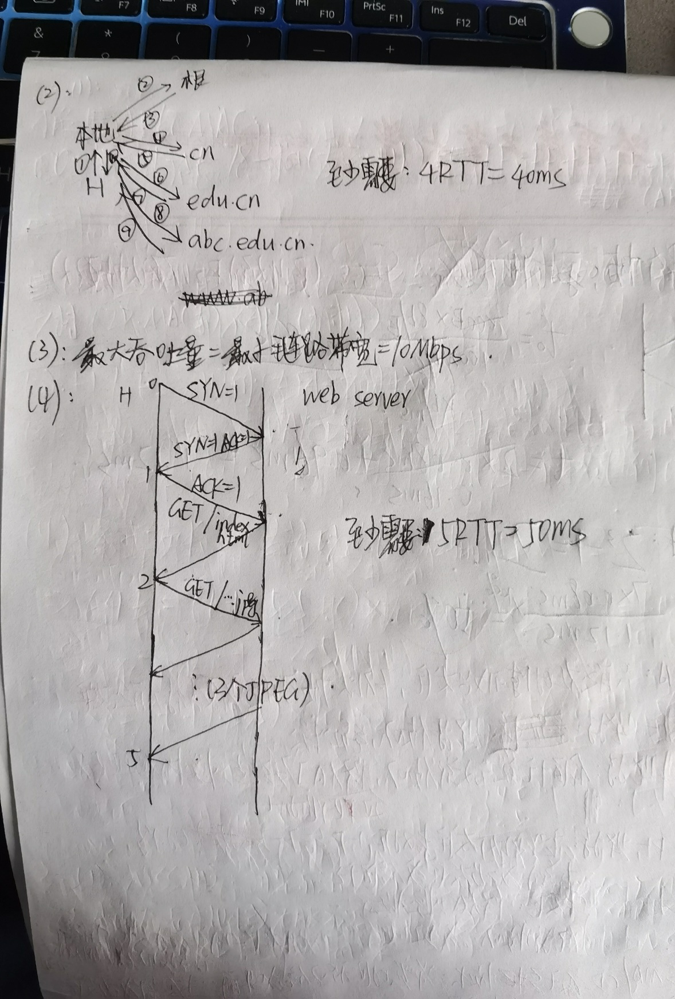 F7 F8 F9 F10 PrtSc F11 Ins F12 Del
& * ( ) — +
(2):
② 根
③
本地 ④
⑤ cn
① ⑩ ⑥
H
至少需要: 4RTT=40ms
⑦ edu.cn
⑧
⑨ abc.edu.cn.
www.ab
(3): 最大吞吐量=最小链路带宽=10Mbps.
(4): H 0 SYN=1 web server
SYN=1 ACK=1
1 ACK=1
GET /index
html
至少需要: 5RTT=50ms
2 GET /...jpg
⋮(3个JPEG)
5